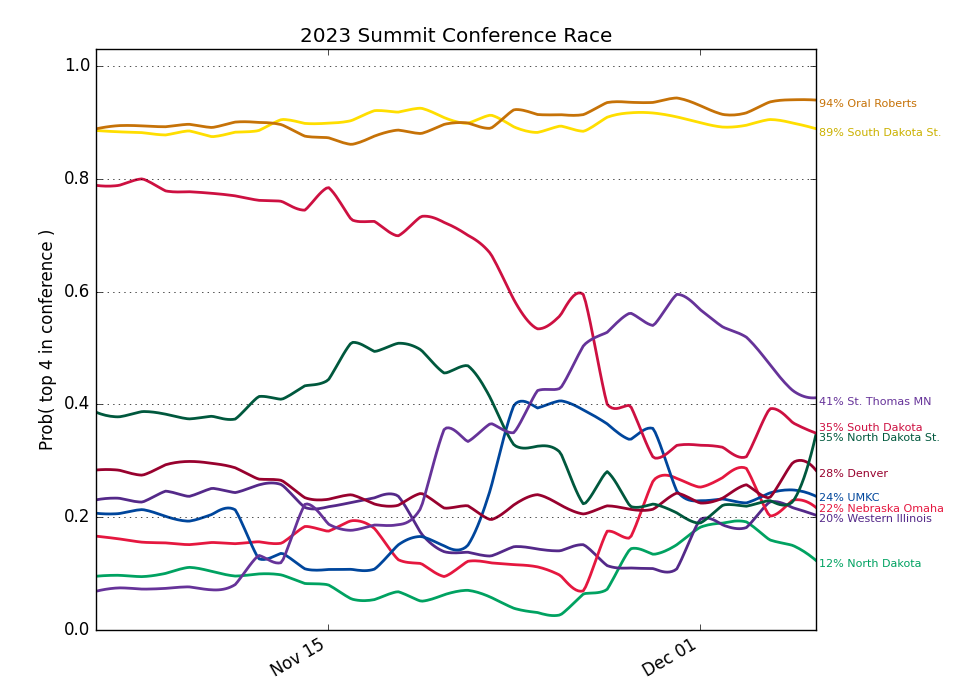 2023 Summit Conference Race
1.0
0.8
0.6
0.4
0.2
0.0
Prob( top 4 in conference )
Nov 15
Dec 01
94% Oral Roberts
89% South Dakota St.
41% St. Thomas MN
35% South Dakota
35% North Dakota St.
28% Denver
24% UMKC
22% Nebraska Omaha
20% Western Illinois
12% North Dakota